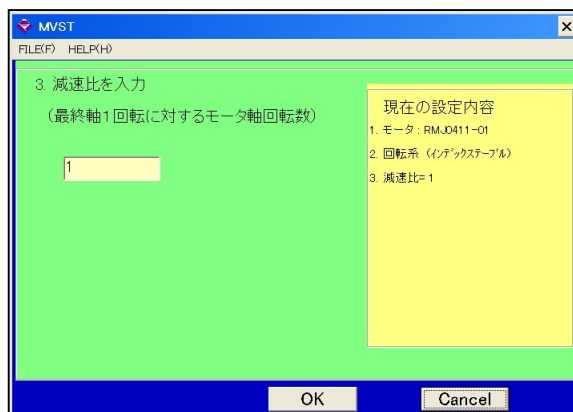 MVST
FILE(F) HELP(H)
3. 減速比を入力
（最終軸1回転に対するモータ軸回転数）
1
現在の設定内容
1. モータ : RMJ0411-01
2. 回転系 （ｲﾝﾃﾞｯｸｽﾃｰﾌﾞﾙ）
3. 減速比= 1
OK Cancel